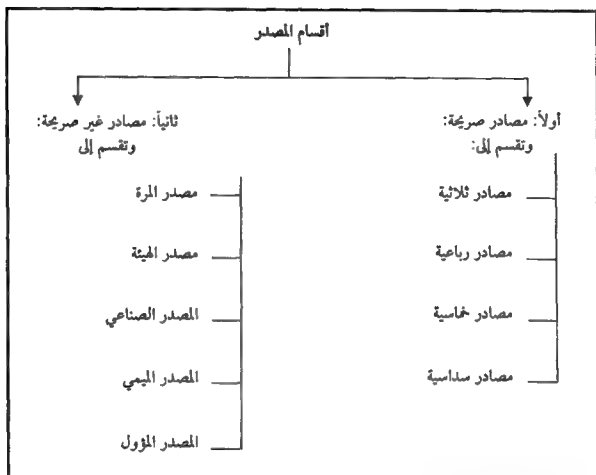 أقسام المصدر
أولاً: مصادر صريحة:
وتقسم إلى:
مصادر ثلاثية
مصادر رباعية
مصادر خماسية
مصادر سداسية
ثانياً: مصادر غير صريحة:
وتقسم إلى
مصدر المرة
مصدر الهيئة
المصدر الصناعي
المصدر الميمي
المصدر المؤول